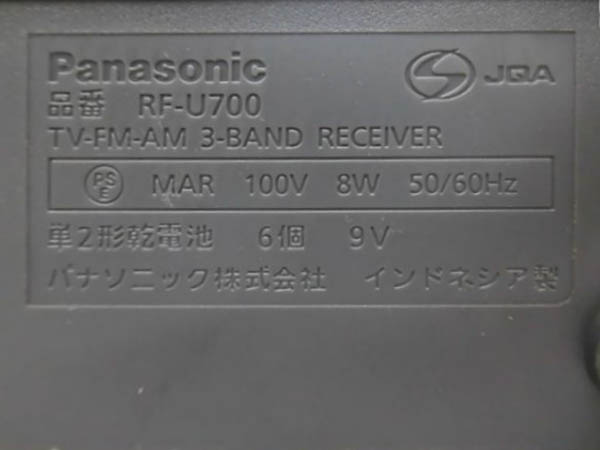 Panasonic JQA
品番 RF-U700
TV-FM-AM 3-BAND RECEIVER
PSE MAR 100V 8W 50/60Hz
単2形乾電池 6個 9V
パナソニック株式会社 インドネシア製